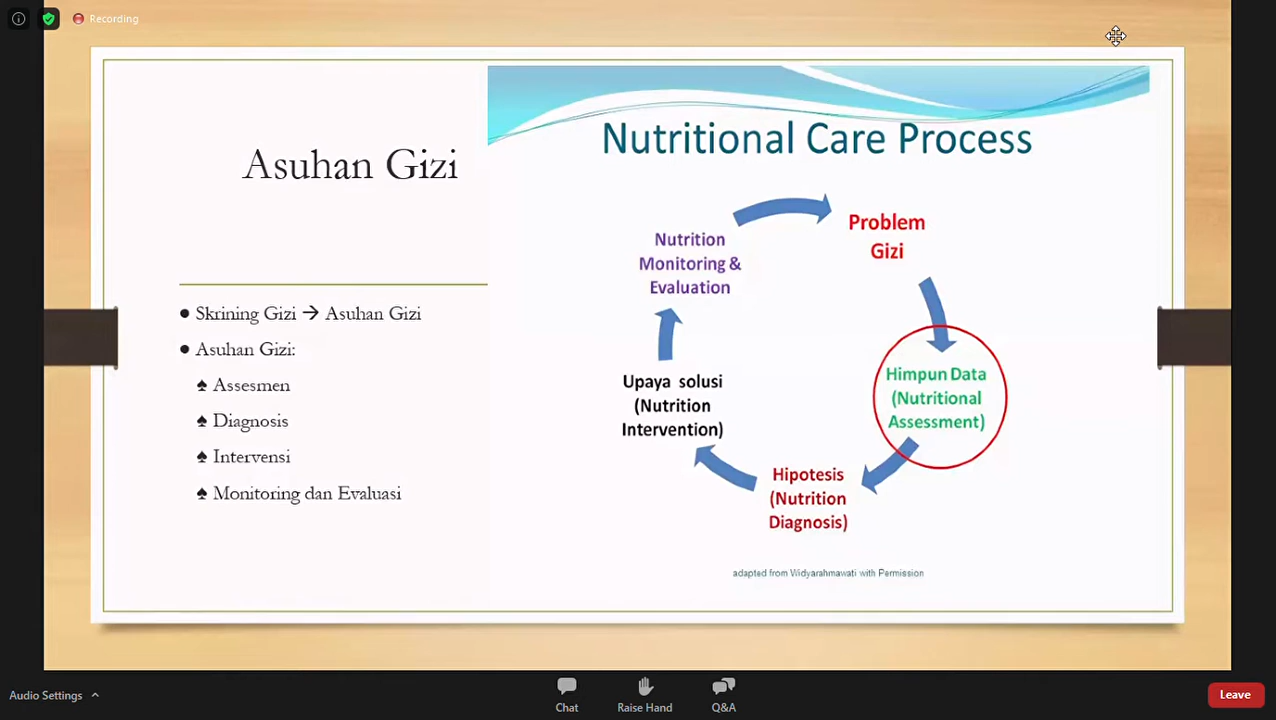 Recording
Asuhan Gizi
● Skrining Gizi → Asuhan Gizi
● Asuhan Gizi:
♠ Assesmen
♠ Diagnosis
♠ Intervensi
♠ Monitoring dan Evaluasi
Nutritional Care Process
Problem
Gizi
Himpun Data
(Nutritional
Assessment)
Hipotesis
(Nutrition
Diagnosis)
Upaya solusi
(Nutrition
Intervention)
Nutrition
Monitoring &
Evaluation
adapted from Widyarahmawati with Permission
Audio Settings
Chat
Raise Hand
Q&A
Leave